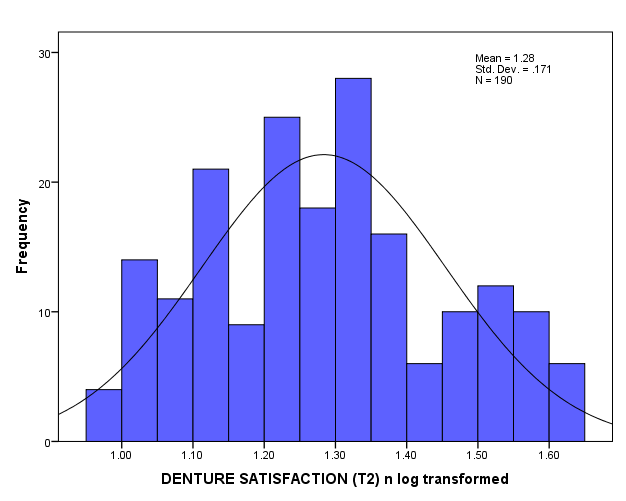 Mean = 1.28
Std. Dev. = .171
N = 190
30
20
10
0
Frequency
1.00 1.10 1.20 1.30 1.40 1.50 1.60
DENTURE SATISFACTION (T2) n log transformed